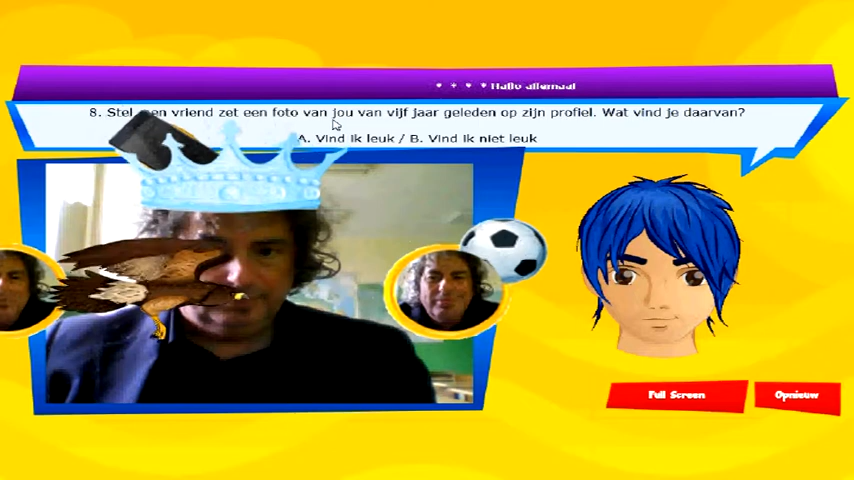 Hallo allemaal
8. Stel een vriend zet een foto van jou van vijf jaar geleden op zijn profiel. Wat vind je daarvan?
A. Vind ik leuk / B. Vind ik niet leuk
Full Screen
Opnieuw